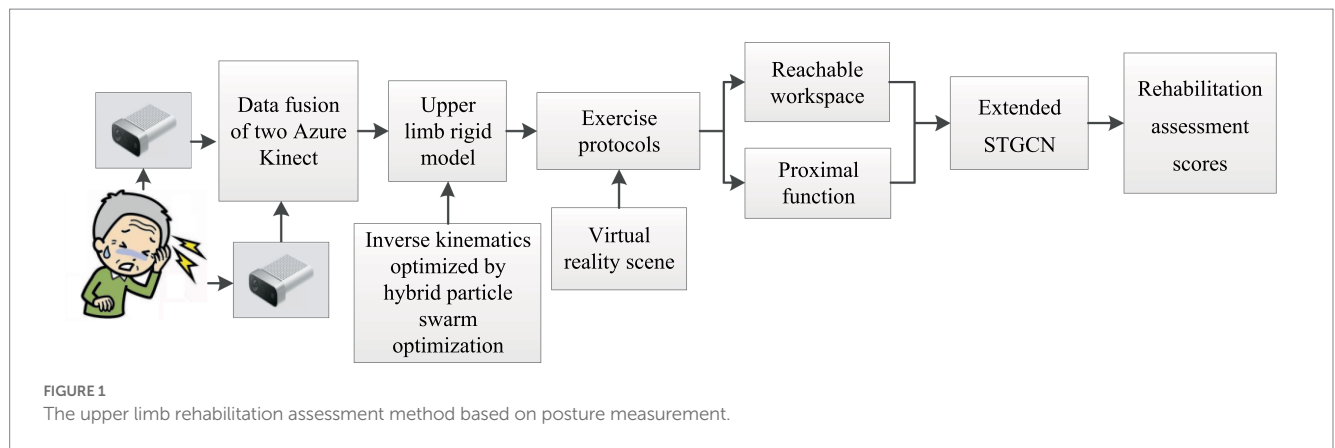 Data fusion
of two Azure
Kinect
Upper
limb rigid
model
Inverse kinematics
optimized by
hybrid particle
swarm
optimization
Exercise
protocols
Virtual
reality scene
Reachable
workspace
Proximal
function
Extended
STGCN
Rehabilitation
assessment
scores
FIGURE 1
The upper limb rehabilitation assessment method based on posture measurement.